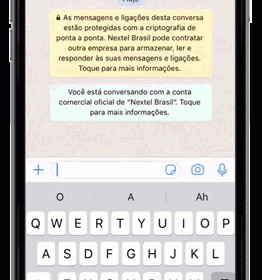 Hoje
🔒 As mensagens e ligações desta conversa
estão protegidas com a criptografia de
ponta a ponta. Nextel Brasil pode contratar
outra empresa para armazenar, ler e
responder às suas mensagens e ligações.
Toque para mais informações.
Você está conversando com a conta
comercial oficial de "Nextel Brasil". Toque
para mais informações.
O A Ah
Q W E R T Y U I O P
A S D F G H J K L